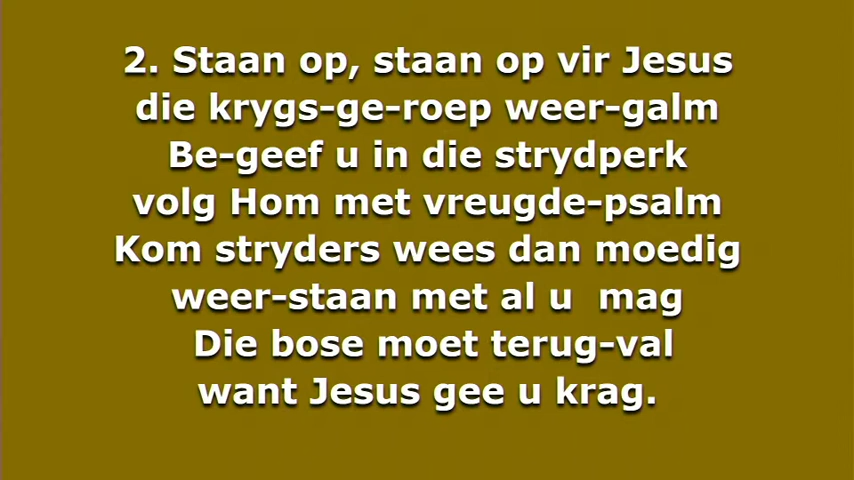 2. Staan op, staan op vir Jesus
die krygs-ge-roep weer-galm
Be-geef u in die strydperk
volg Hom met vreugde-psalm
Kom stryders wees dan moedig
weer-staan met al u mag
Die bose moet terug-val
want Jesus gee u krag.